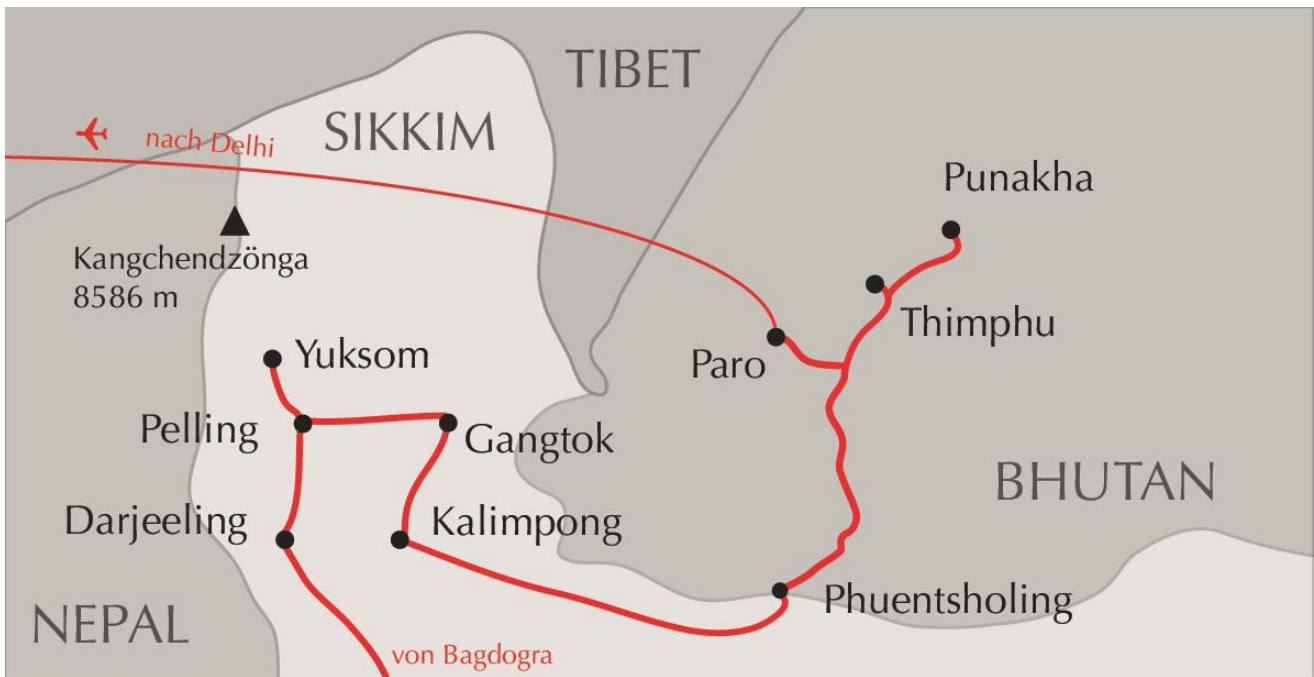 TIBET
SIKKIM
nach Delhi
Punakha
Kangchendzönga
8586 m
Thimphu
Yuksom
Paro
Pelling
Gangtok
BHUTAN
Darjeeling
Kalimpong
Phuentsholing
NEPAL
von Bagdogra